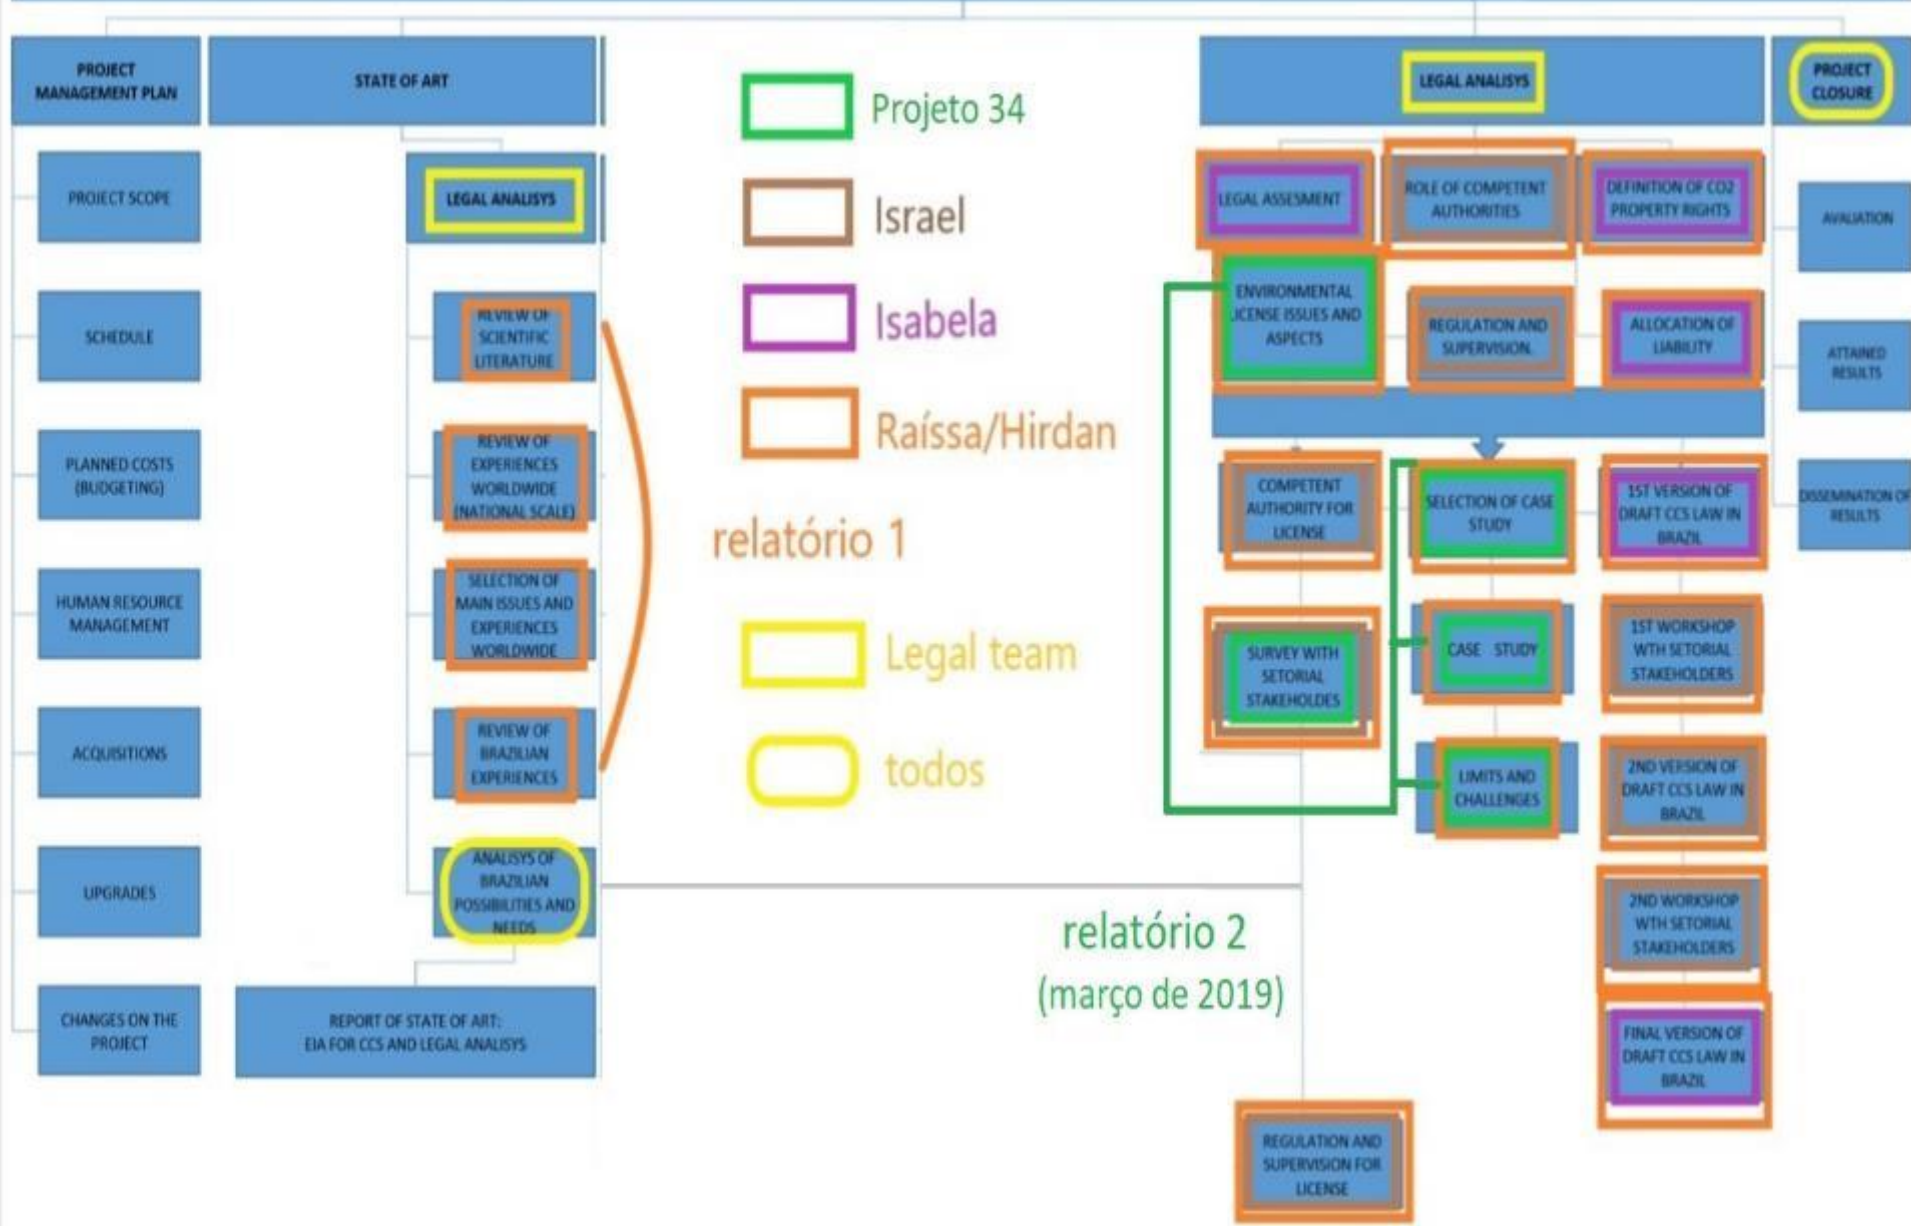 PROJECT
MANAGEMENT PLAN
PROJECT SCOPE
SCHEDULE
PLANNED COSTS
(BUDGETING)
HUMAN RESOURCE
MANAGEMENT
ACQUISITIONS
UPGRADES
CHANGES ON THE
PROJECT
STATE OF ART
LEGAL ANALISYS
REVIEW OF
SCIENTIFIC
LITERATURE
REVIEW OF
EXPERIENCES
WORLDWIDE
(NATIONAL SCALE)
SELECTION OF
MAIN ISSUES AND
EXPERIENCES
WORLDWIDE
REVIEW OF
BRAZILIAN
EXPERIENCES
ANALISYS OF
BRAZILIAN
POSSIBILITIES AND
NEEDS
REPORT OF STATE OF ART:
EIA FOR CCS AND LEGAL ANALISYS
Projeto 34
Israel
Isabela
Raíssa/Hirdan
relatório 1
Legal team
todos
relatório 2
(março de 2019)
LEGAL ANALISYS
LEGAL ASSESMENT
ROLE OF COMPETENT
AUTHORITIES
DEFINITION OF CO2
PROPERTY RIGHTS
ENVIRONMENTAL
LICENSE ISSUES AND
ASPECTS
REGULATION AND
SUPERVISION.
ALLOCATION OF
LIABILITY
COMPETENT
AUTHORITY FOR
LICENSE
SELECTION OF CASE
STUDY
1ST VERSION OF
DRAFT CCS LAW IN
BRAZIL
SURVEY WITH
SETORIAL
STAKEHOLDES
CASE STUDY
1ST WORKSHOP
WTH SETORIAL
STAKEHOLDERS
LIMITS AND
CHALLENGES
2ND VERSION OF
DRAFT CCS LAW IN
BRAZIL
2ND WORKSHOP
WTH SETORIAL
STAKEHOLDERS
FINAL VERSION OF
DRAFT CCS LAW IN
BRAZIL
REGULATION AND
SUPERVISION FOR
LICENSE
PROJECT
CLOSURE
AVALIATION
ATTAINED
RESULTS
DISSEMINATION OF
RESULTS